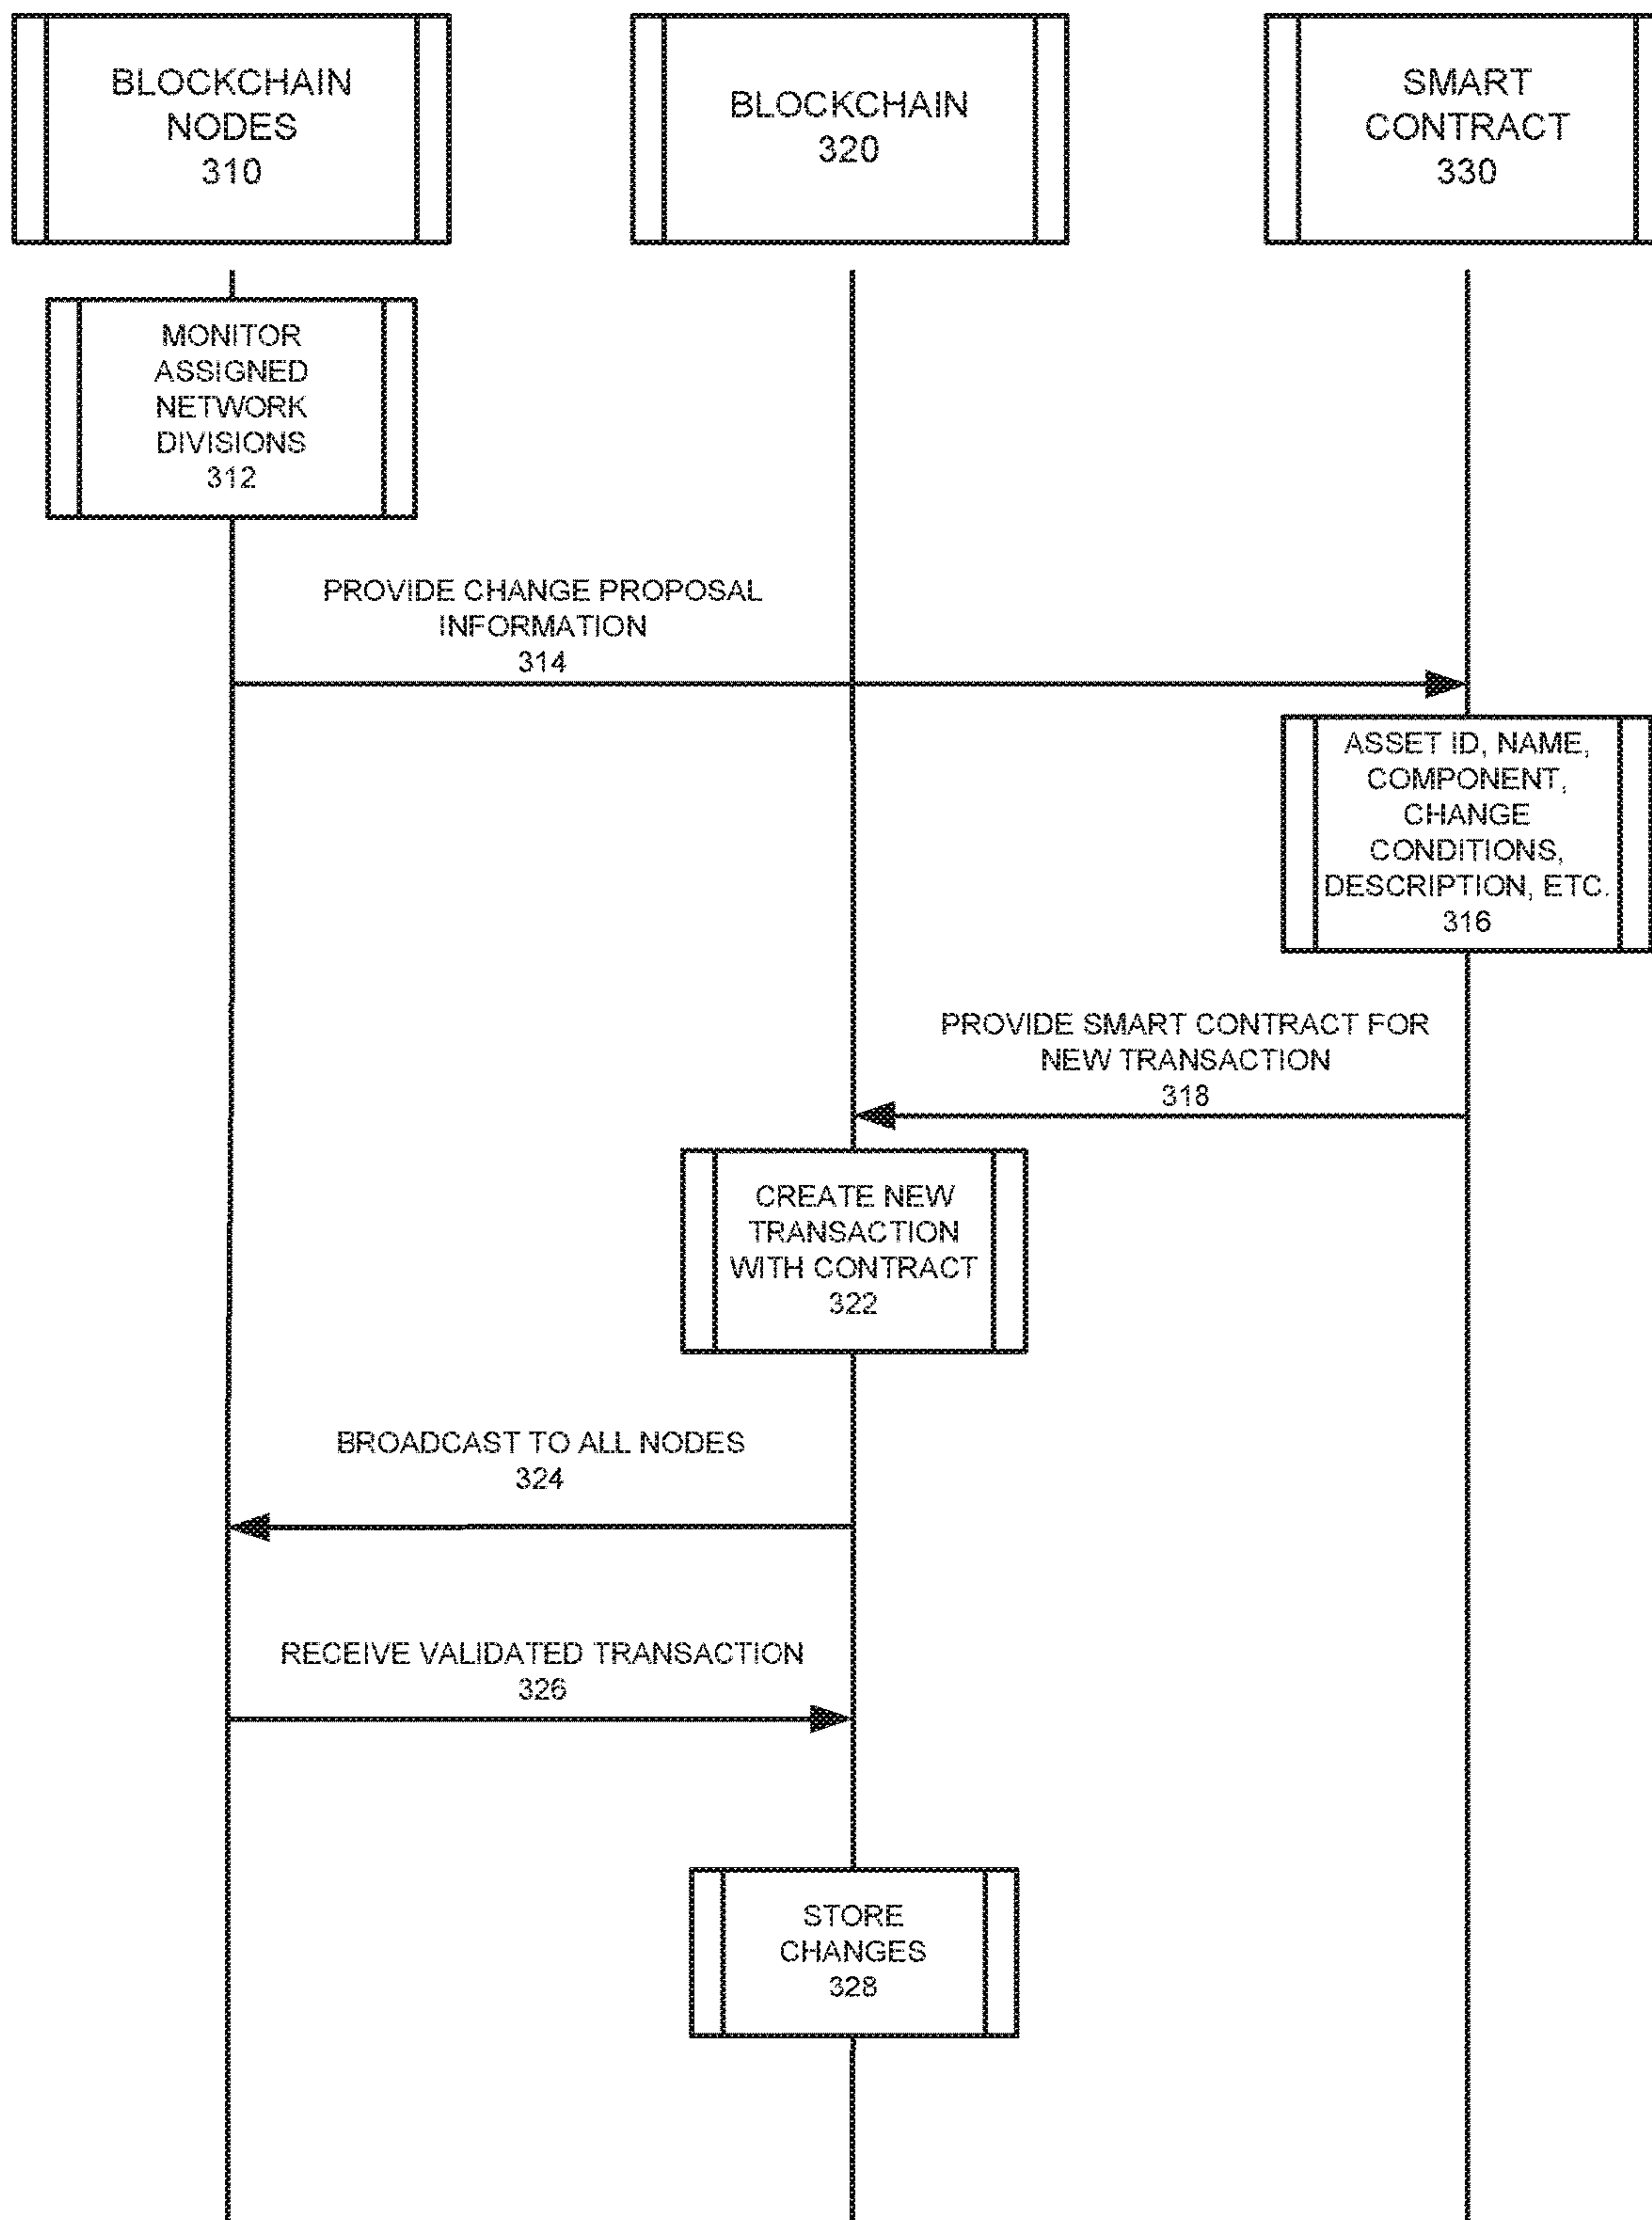 BLOCKCHAIN
NODES
310
BLOCKCHAIN
320
SMART
CONTRACT
330
MONITOR
ASSIGNED
NETWORK
DIVISIONS
312
PROVIDE CHANGE PROPOSAL
INFORMATION
314
ASSET ID, NAME,
COMPONENT,
CHANGE
CONDITIONS,
DESCRIPTION, ETC.
316
PROVIDE SMART CONTRACT FOR
NEW TRANSACTION
318
CREATE NEW
TRANSACTION
WITH CONTRACT
322
BROADCAST TO ALL NODES
324
RECEIVE VALIDATED TRANSACTION
326
STORE
CHANGES
328